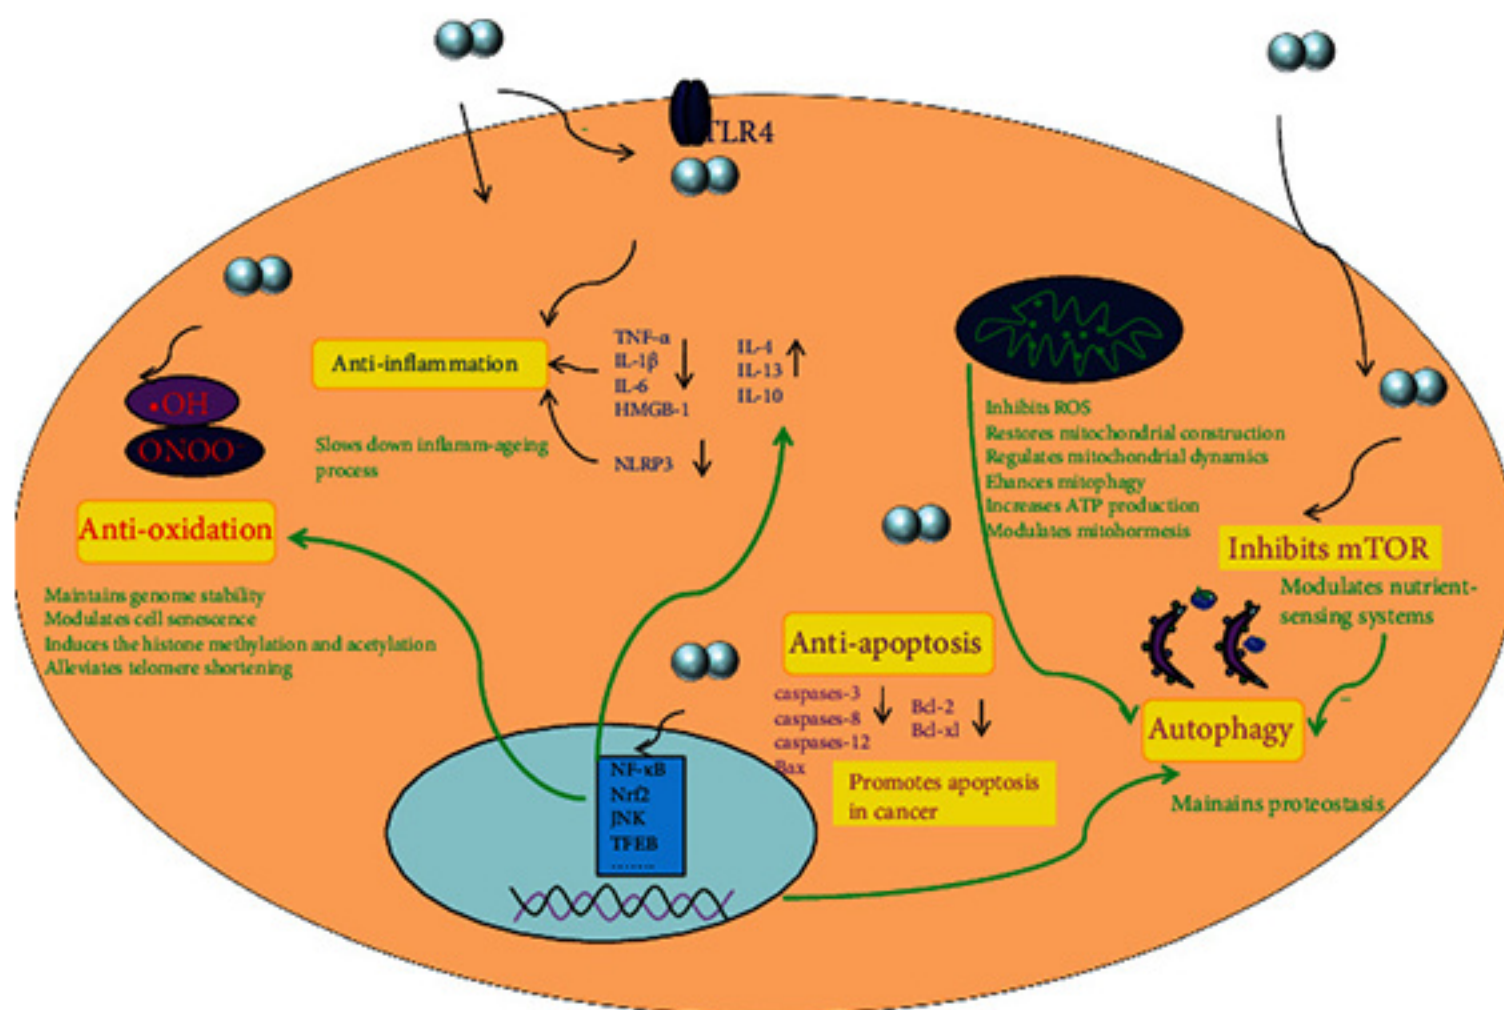 TLR4
Anti-inflammation
TNF-α
IL-1β
IL-6
HMGB-1
NLRP3
IL-4
IL-13
IL-10
Slows down inflamm-ageing
process
•OH
ONOO⁻
Anti-oxidation
Maintains genome stability
Modulates cell senescence
Induces the histone methylation and acetylation
Alleviates telomere shortening
Inhibits ROS
Restores mitochondrial construction
Regulates mitochondrial dynamics
Ehances mitophagy
Increases ATP production
Modulates mitohormesis
Inhibits mTOR
Modulates nutrient-
sensing systems
Anti-apoptosis
caspases-3
caspases-8
caspases-12
Bax
Bcl-2
Bcl-xl
Promotes apoptosis
in cancer
Autophagy
Mainains proteostasis
NF-κB
Nrf2
JNK
TFEB
.......